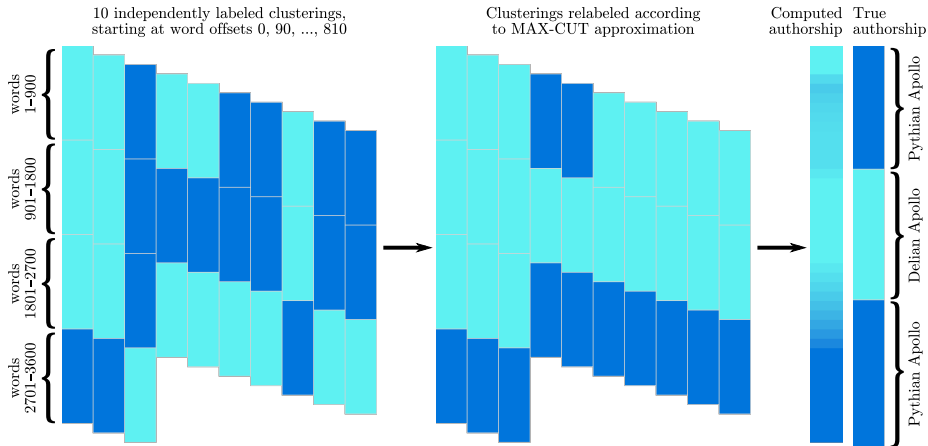 10 independently labeled clusterings,
starting at word offsets 0, 90, ..., 810
Clusterings relabeled according
to MAX-CUT approximation
Computed
authorship
True
authorship
words
1–900
words
901–1800
words
1801–2700
words
2701–3600
Pythian Apollo
Delian Apollo
Pythian Apollo